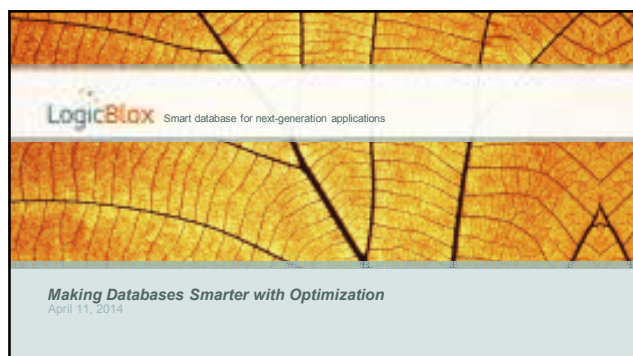 LogicBlox Smart database for next-generation applications
Making Databases Smarter with Optimization
April 11, 2014